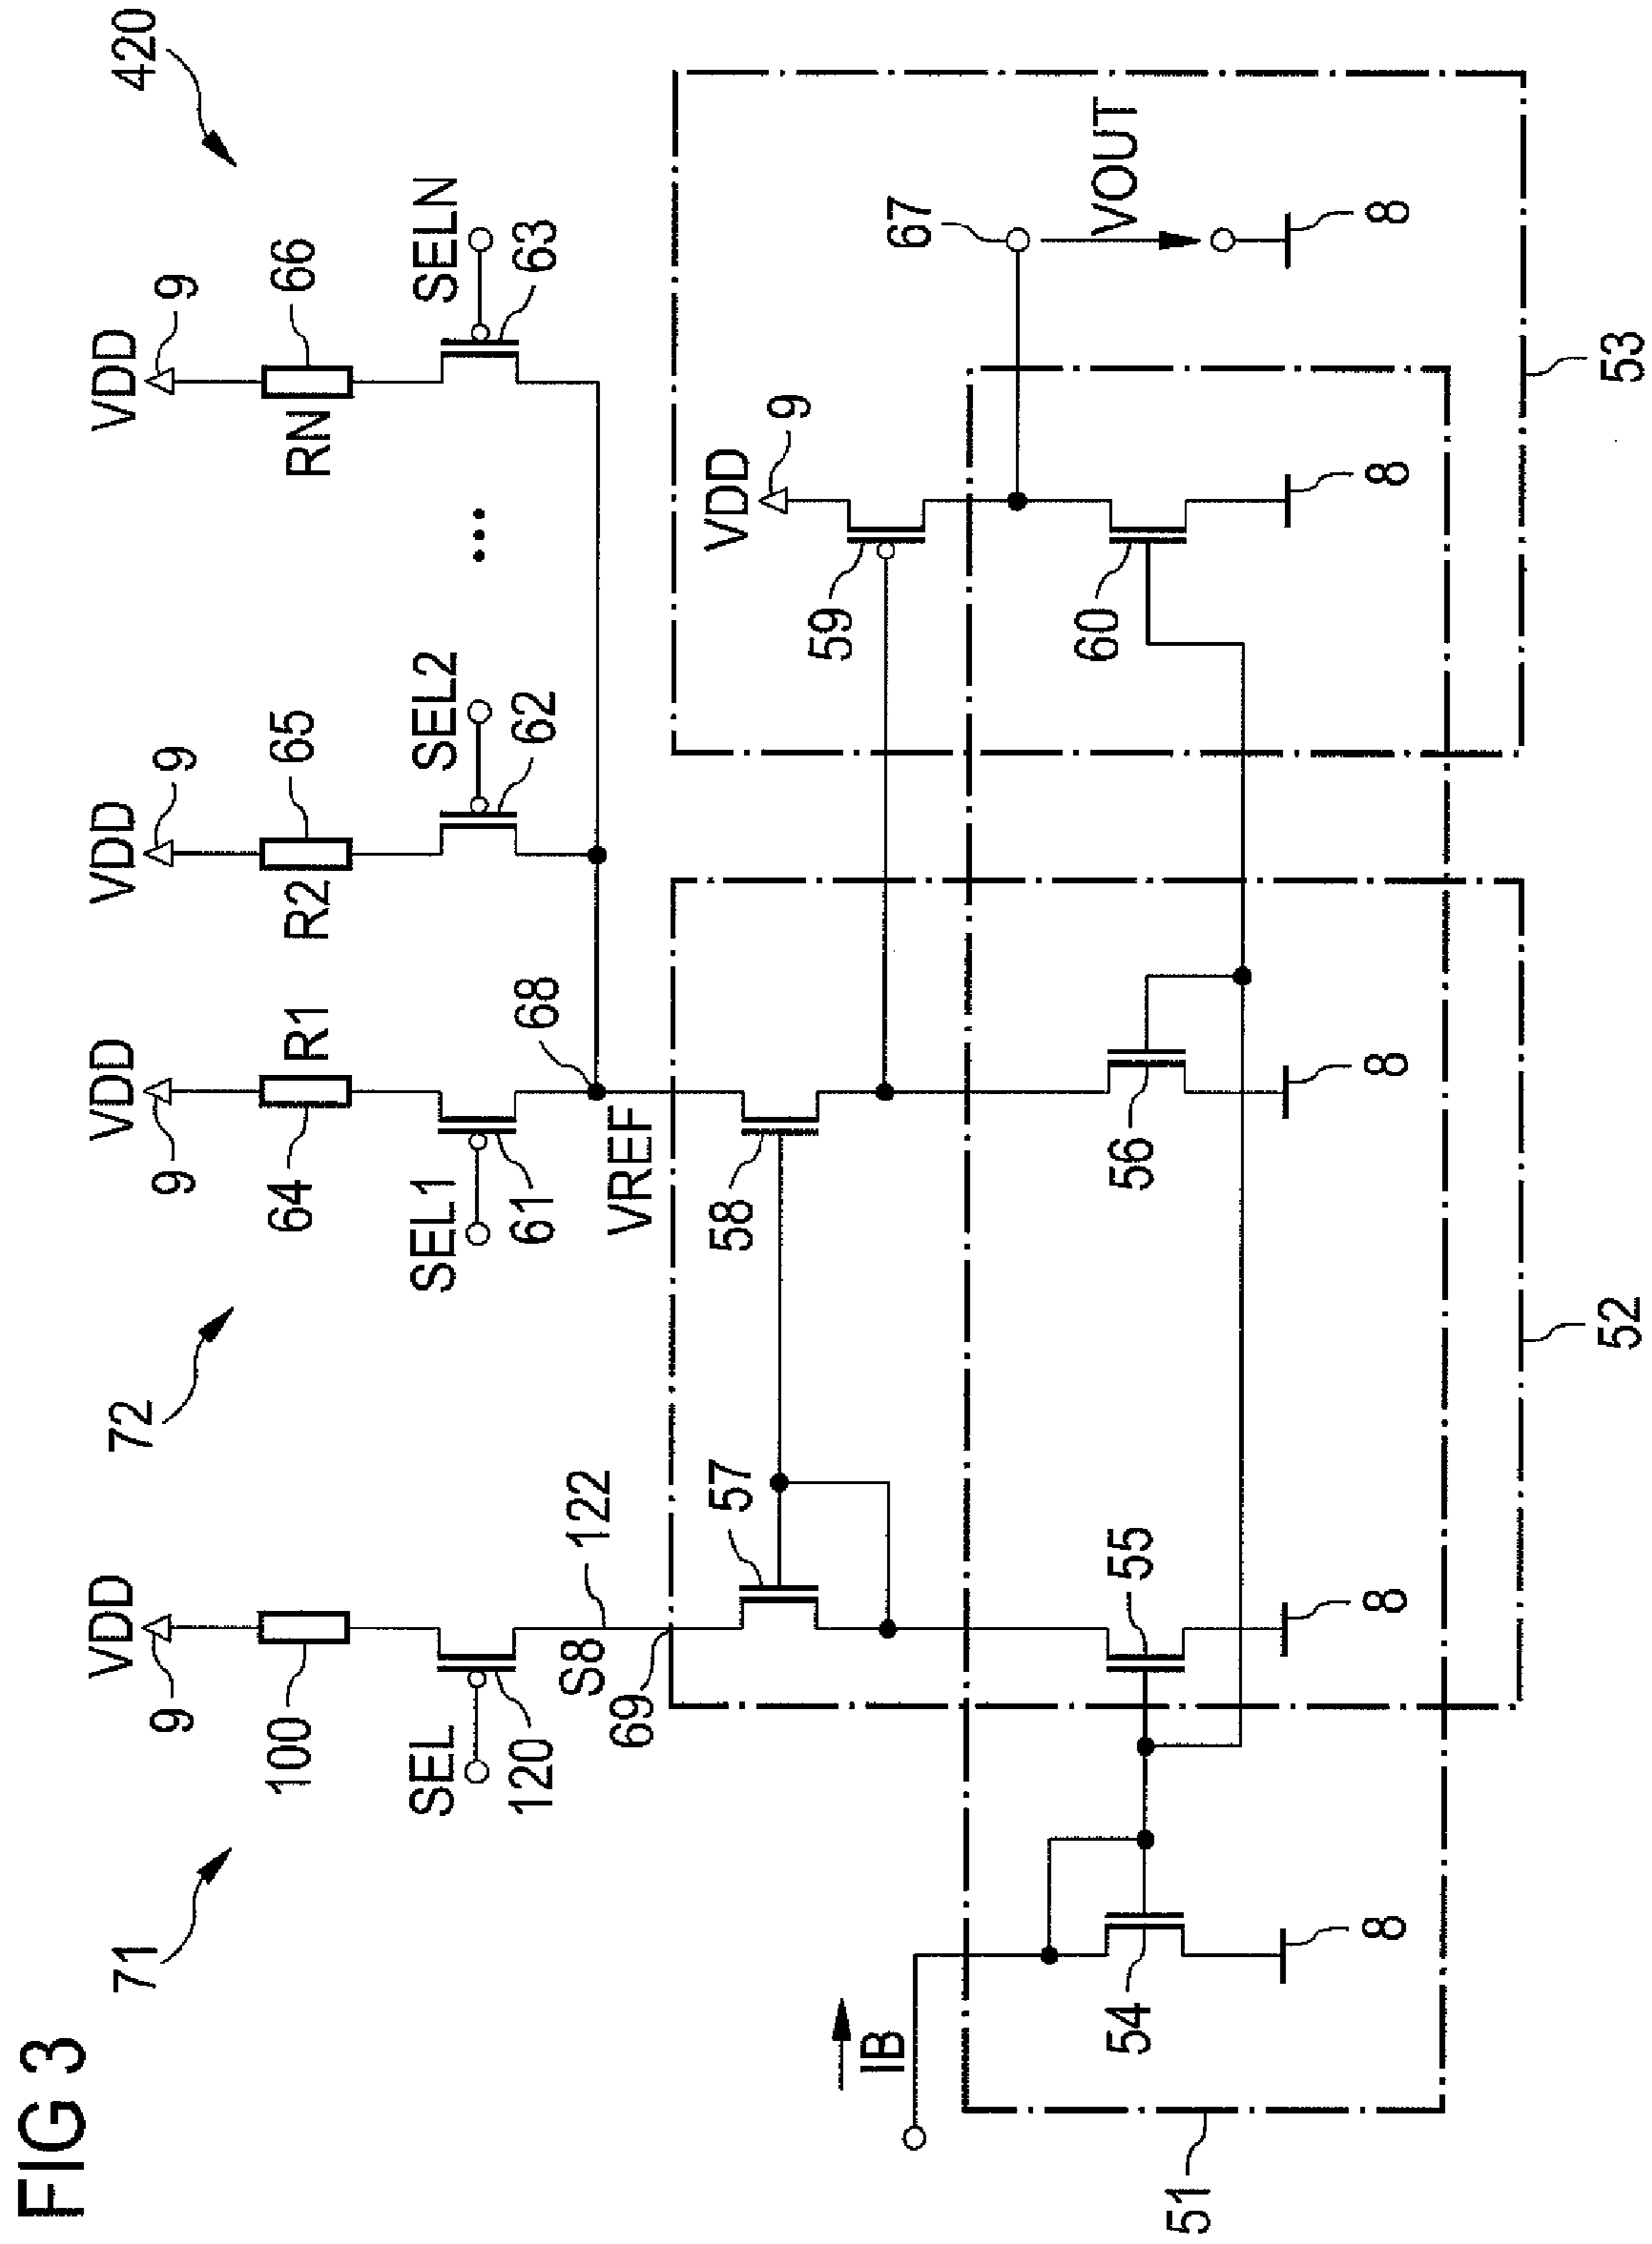 FIG 3
71
72
420
VDD
VDD
VDD
VDD
9
9
9
9
100
64
R1
R2
65
RN
66
SEL
120
SEL1
61
SEL2
62
SELN
63
S8
122
69
VREF
68
57
58
VDD
9
59
67
VOUT
8
IB
54
55
56
60
8
8
8
8
51
52
53